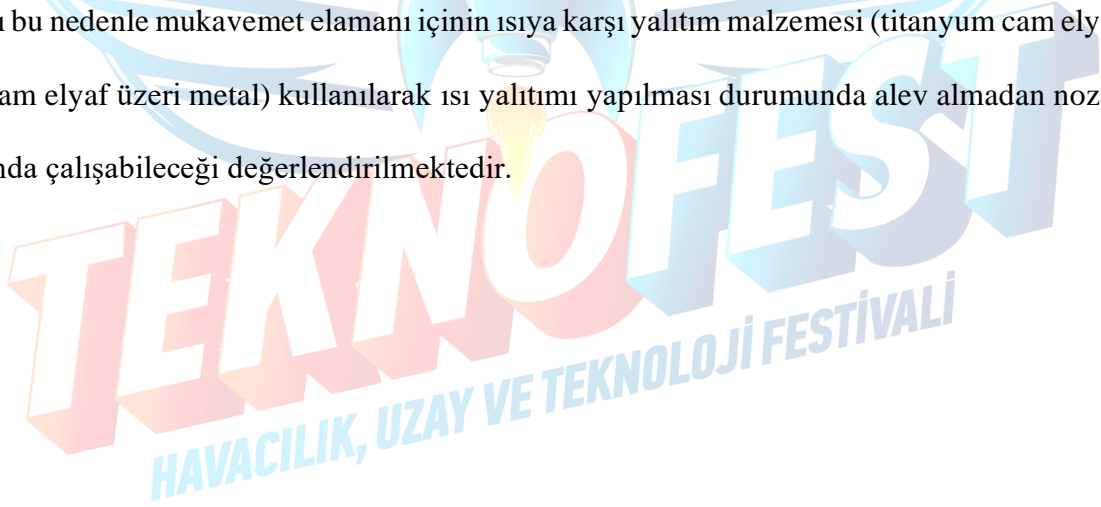 bu nedenle mukavemet elamanı içinin ısıya karşı yalıtım malzemesi (titanyum cam ely
am elyaf üzeri metal) kullanılarak ısı yalıtımı yapılması durumunda alev almadan noz
nda çalışabileceği değerlendirilmektedir.
TEKNOFEST
HAVACILIK, UZAY VE TEKNOLOJİ FESTİVALİ